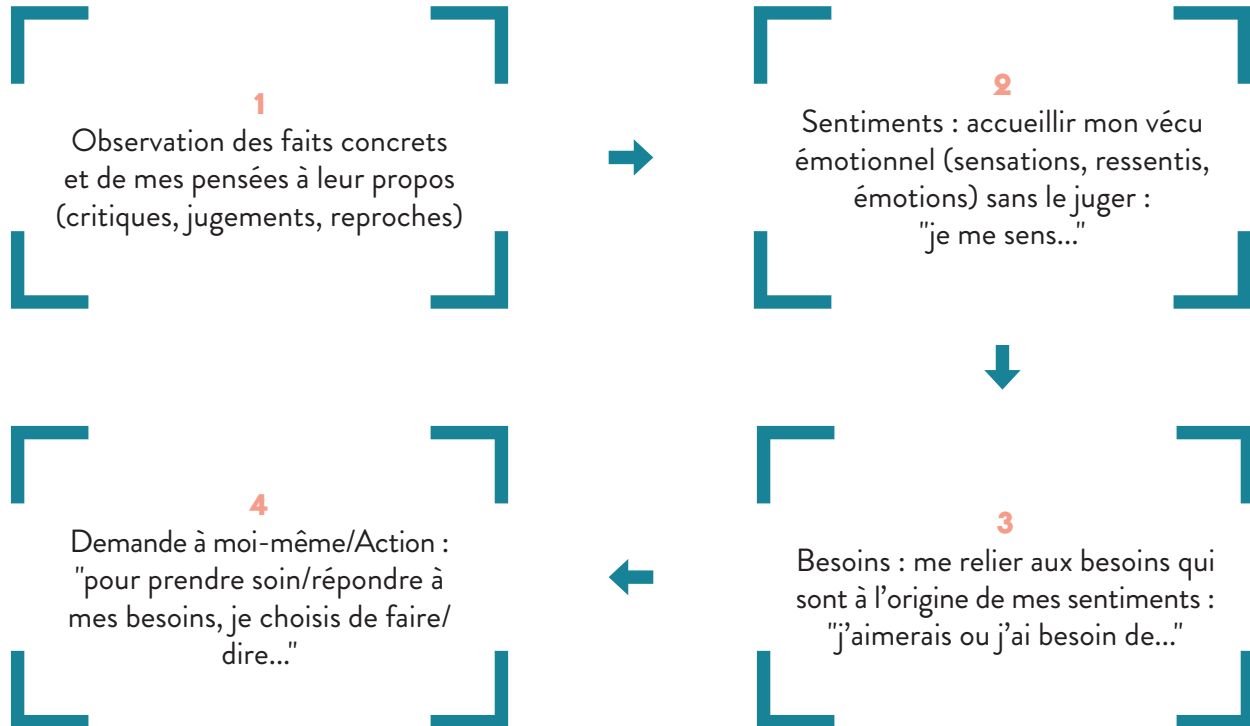 1
Observation des faits concrets
et de mes pensées à leur propos
(critiques, jugements, reproches)
2
Sentiments : accueillir mon vécu
émotionnel (sensations, ressentis,
émotions) sans le juger :
"je me sens..."
3
Besoins : me relier aux besoins qui
sont à l’origine de mes sentiments :
"j’aimerais ou j’ai besoin de..."
4
Demande à moi-même/Action :
"pour prendre soin/répondre à
mes besoins, je choisis de faire/
dire..."